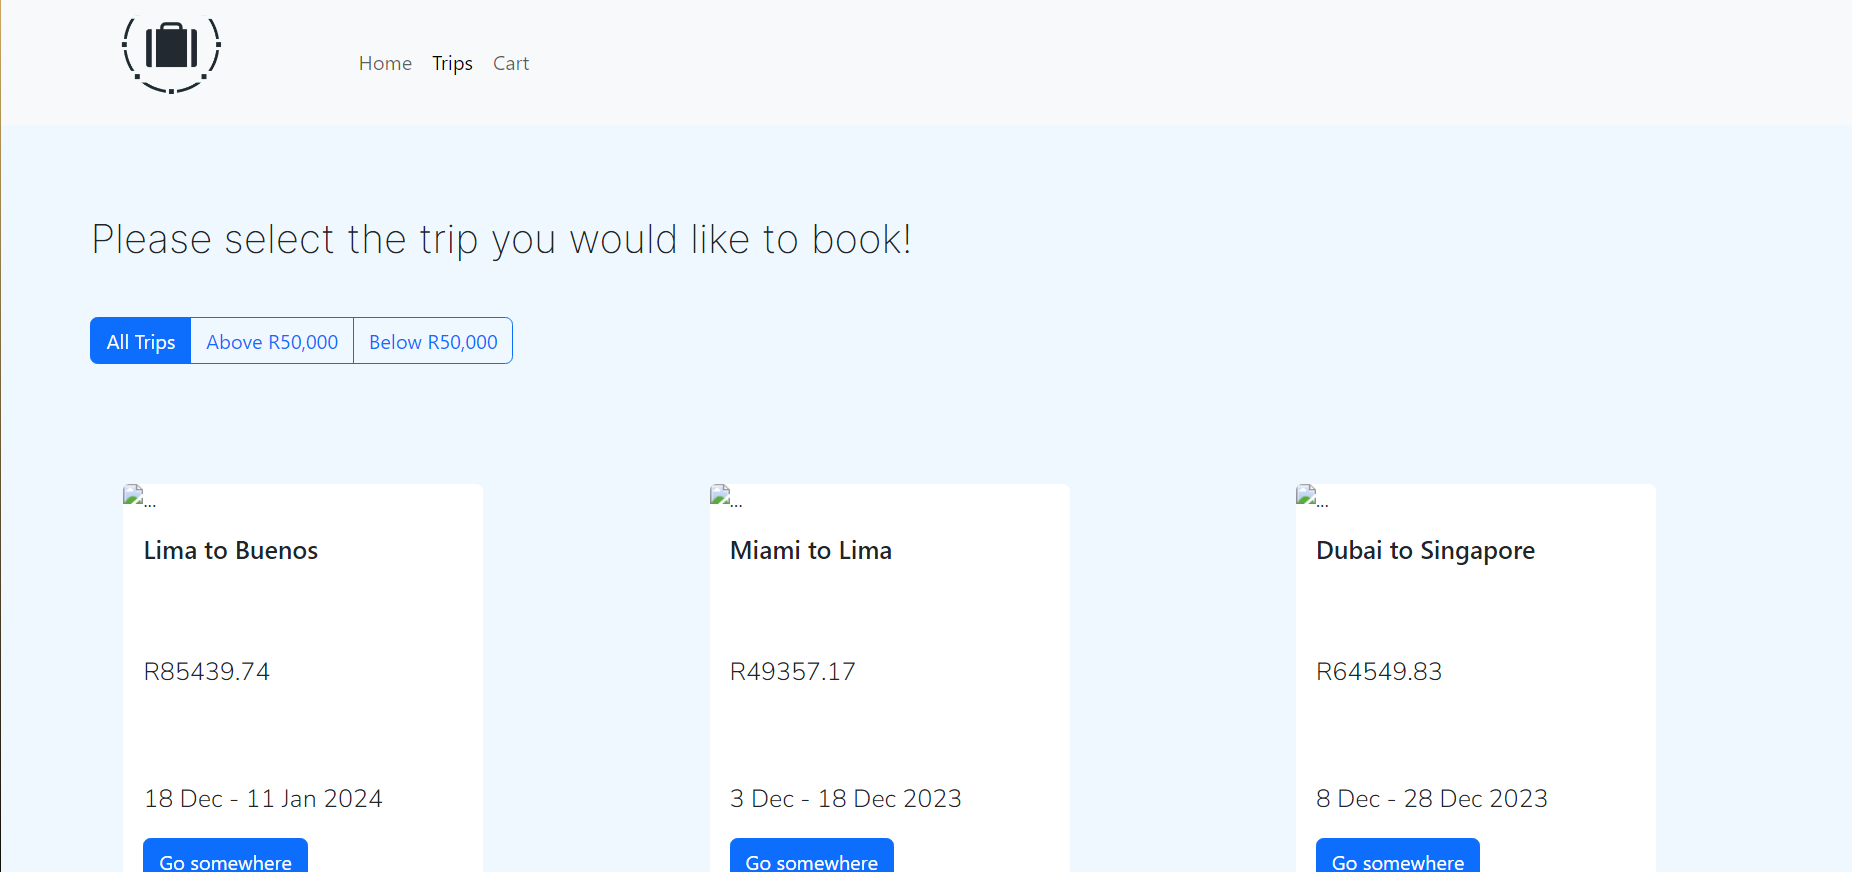 Home Trips Cart
Please select the trip you would like to book!
All Trips Above R50,000 Below R50,000
...
Lima to Buenos
R85439.74
18 Dec - 11 Jan 2024
Go somewhere
...
Miami to Lima
R49357.17
3 Dec - 18 Dec 2023
Go somewhere
...
Dubai to Singapore
R64549.83
8 Dec - 28 Dec 2023
Go somewhere